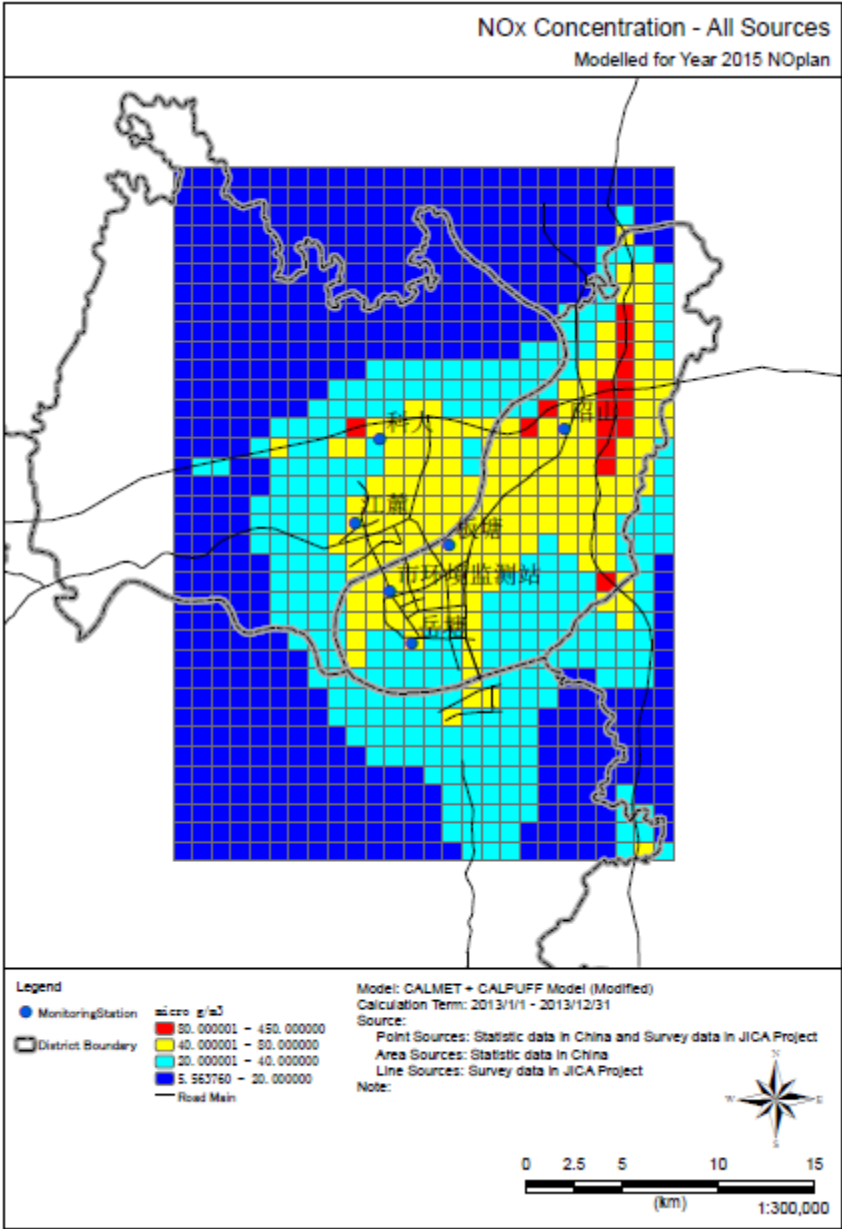 NOx Concentration - All Sources
Modelled for Year 2015 NOplan
韶山
科大
江麓
板塘
市环境监测站
岳塘
Legend
MonitoringStation
District Boundary
micro g/m3
80.000001 - 450.000000
40.000001 - 80.000000
20.000001 - 40.000000
5.563760 - 20.000000
Road Main
Model: CALMET + CALPUFF Model (Modified)
Calculation Term: 2013/1/1 - 2013/12/31
Source:
Point Sources: Statistic data in China and Survey data in JICA Project
Area Sources: Statistic data in China
Line Sources: Survey data in JICA Project
Note:
N
W E
S
0 2.5 5 10 15
(km)
1:300,000